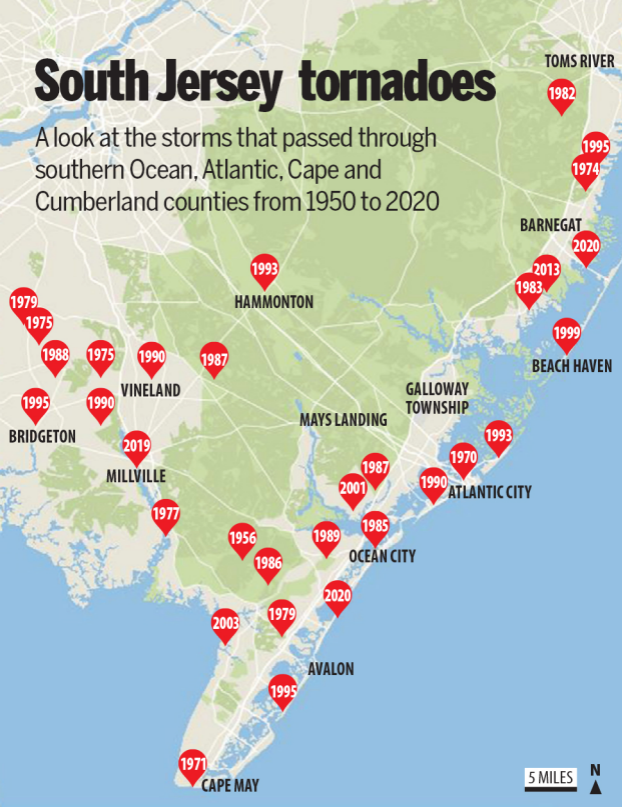 South Jersey tornadoes
A look at the storms that passed through
southern Ocean, Atlantic, Cape and
Cumberland counties from 1950 to 2020
TOMS RIVER
1982
1995
1974
BARNEGAT
2020
2013
1983
1993
HAMMONTON
1979
1975
1988
1975
1990
1987
VINELAND
1999
BEACH HAVEN
1995
BRIDGETON
1990
GALLOWAY
TOWNSHIP
MAYS LANDING
2019
MILLVILLE
1993
1970
1987
1990
ATLANTIC CITY
2001
1977
1985
OCEAN CITY
1956
1989
1986
2020
1979
2003
AVALON
1995
1971
CAPE MAY
5 MILES
N